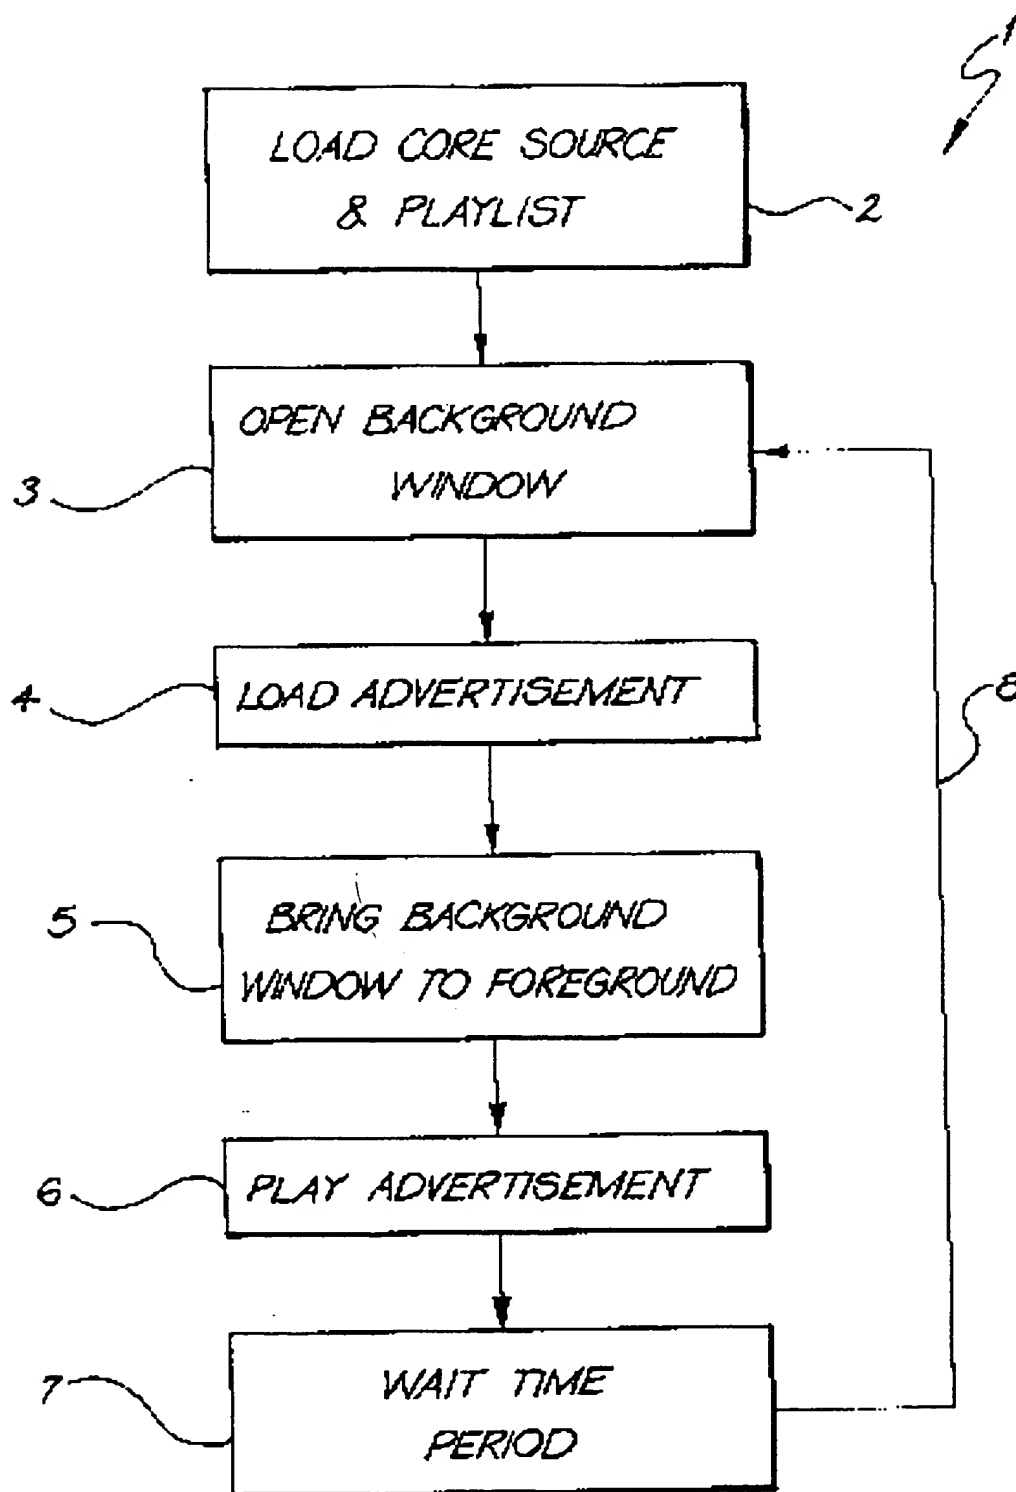 1
LOAD CORE SOURCE
& PLAYLIST
2
OPEN BACKGROUND
WINDOW
3
4
LOAD ADVERTISEMENT
8
5
BRING BACKGROUND
WINDOW TO FOREGROUND
6
PLAY ADVERTISEMENT
7
WAIT TIME
PERIOD